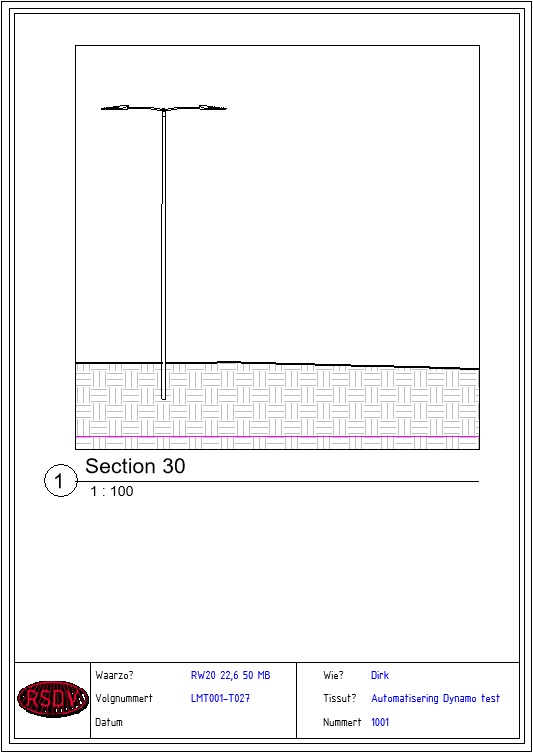 Section 30
1
1 : 100
RSDV
Waarzo? RW20 22,6 50 MB
Volgnummert LMT001-T027
Datum
Wie? Dirk
Tissut? Automatisering Dynamo test
Nummert 1001